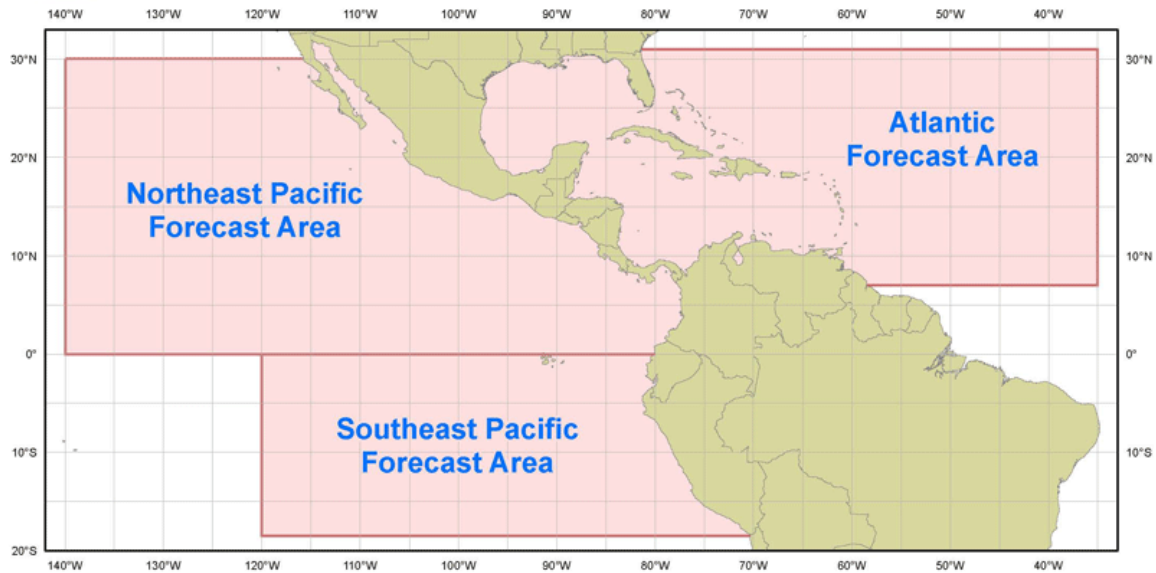 140°W 130°W 120°W 110°W 100°W 90°W 80°W 70°W 60°W 50°W 40°W
30°N 30°N
Atlantic
Forecast Area
20°N 20°N
Northeast Pacific
Forecast Area
10°N 10°N
0° 0°
Southeast Pacific
Forecast Area
10°S 10°S
20°S
140°W 130°W 120°W 110°W 100°W 90°W 80°W 70°W 60°W 50°W 40°W